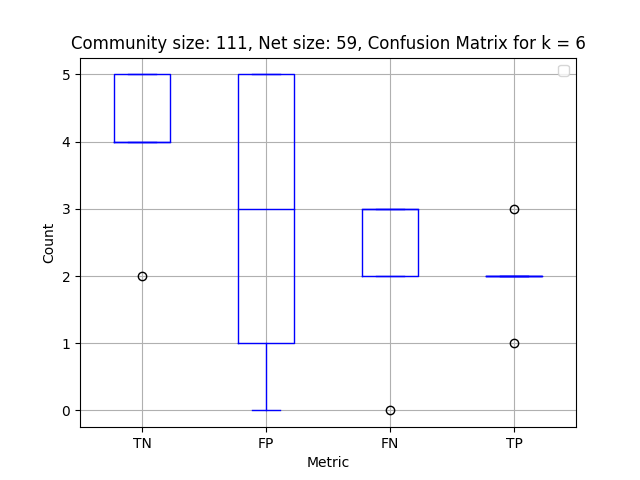 Community size: 111, Net size: 59, Confusion Matrix for k = 6
Count
5
4
3
2
1
0
TN FP FN TP
Metric